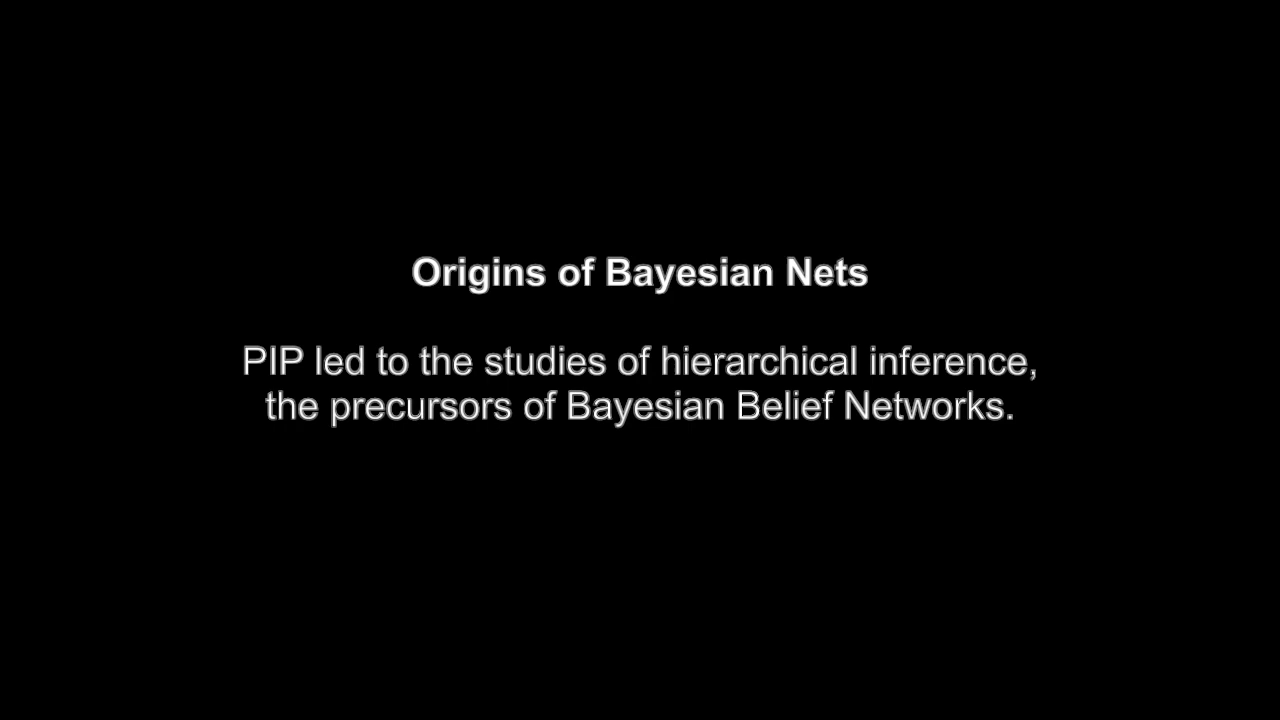 Origins of Bayesian Nets
PIP led to the studies of hierarchical inference,
the precursors of Bayesian Belief Networks.